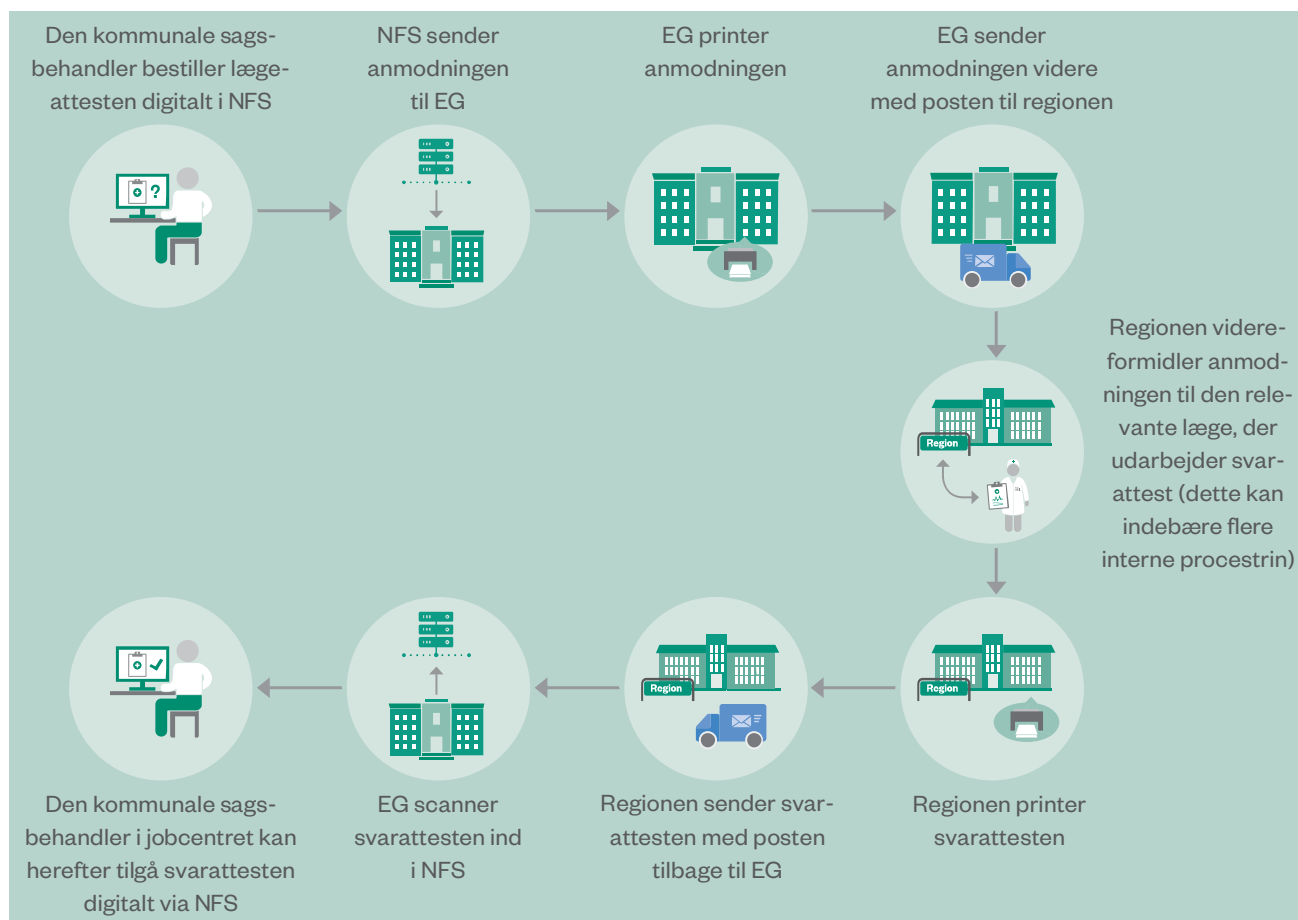 Den kommunale sags-
behandler bestiller læge-
attesten digitalt i NFS
NFS sender
anmodningen
til EG
EG printer
anmodningen
EG sender
anmodningen videre
med posten til regionen
?
Regionen videre-
formidler anmod-
ningen til den rele-
vante læge, der
udarbejder svar-
attest (dette kan
indebære flere
interne procestrin)
Region
Region
Regionen printer
svarattesten
Region
Regionen sender svar-
attesten med posten
tilbage til EG
EG scanner
svarattesten ind
i NFS
Den kommunale sags-
behandler i jobcentret kan
herefter tilgå svarattesten
digitalt via NFS